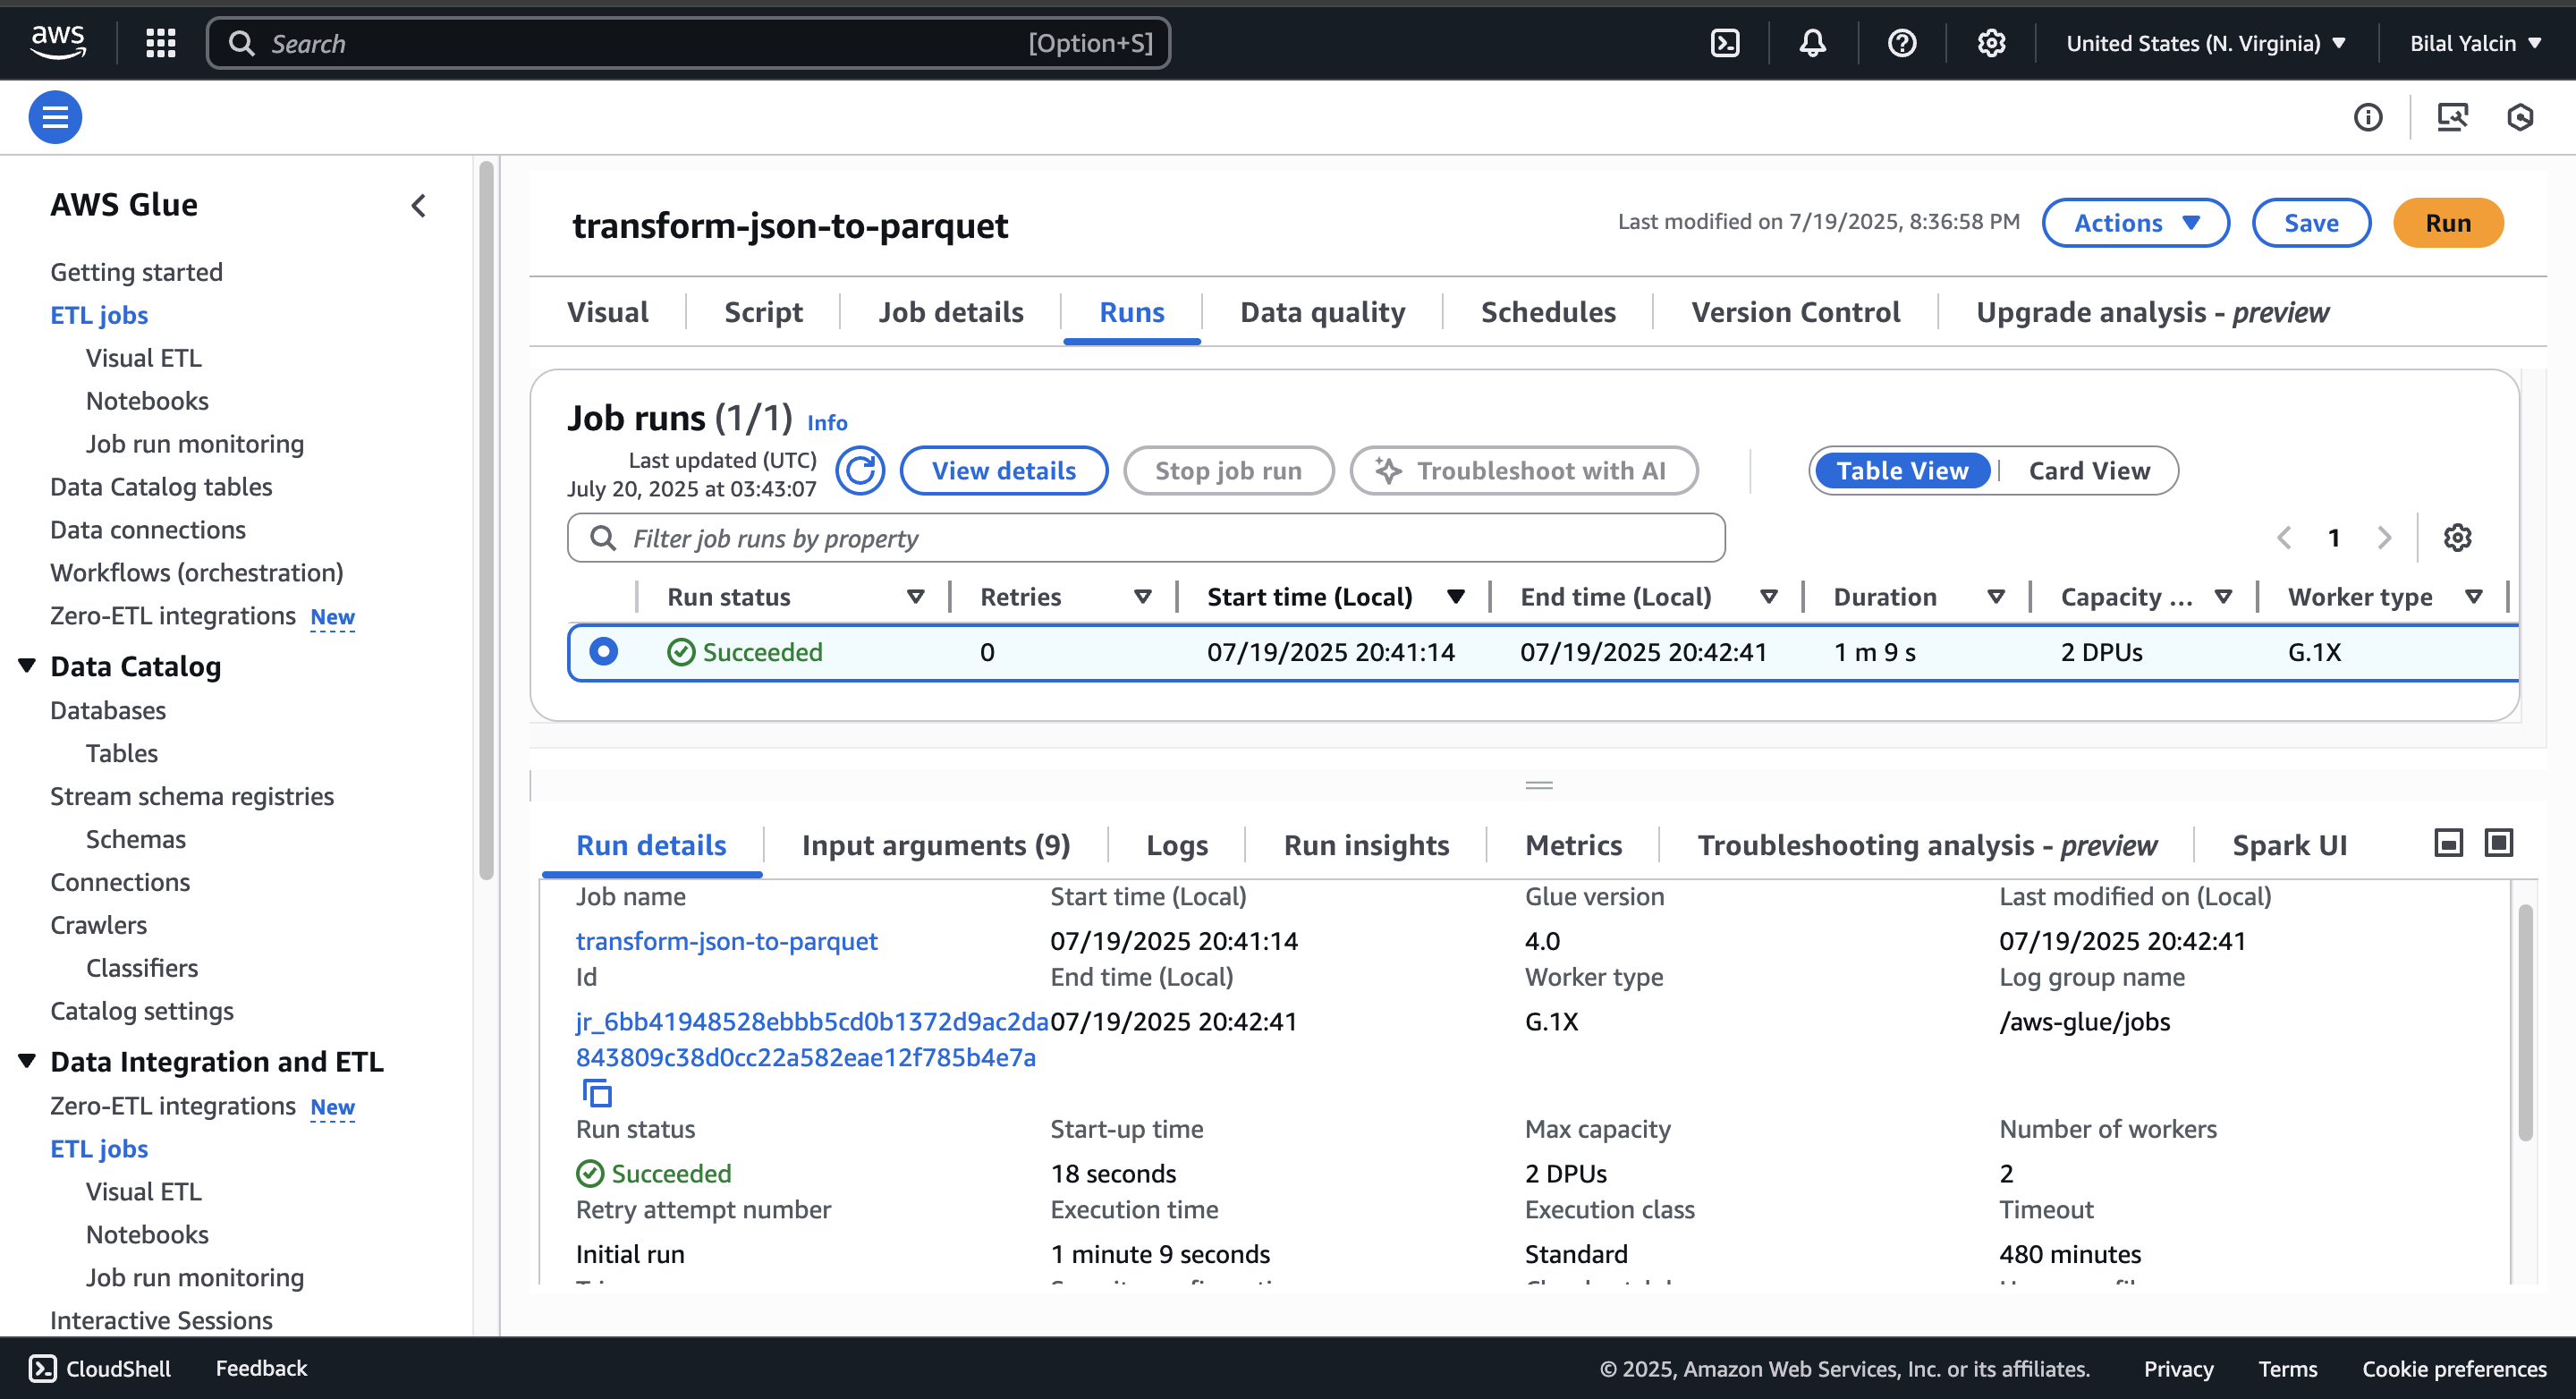 aws
Search
[Option+S]
United States (N. Virginia)
Bilal Yalcin
AWS Glue
Getting started
ETL jobs
Visual ETL
Notebooks
Job run monitoring
Data Catalog tables
Data connections
Workflows (orchestration)
Zero-ETL integrations New
Data Catalog
Databases
Tables
Stream schema registries
Schemas
Connections
Crawlers
Classifiers
Catalog settings
Data Integration and ETL
Zero-ETL integrations New
ETL jobs
Visual ETL
Notebooks
Job run monitoring
Interactive Sessions
transform-json-to-parquet
Last modified on 7/19/2025, 8:36:58 PM
Actions
Save
Run
Visual
Script
Job details
Runs
Data quality
Schedules
Version Control
Upgrade analysis - preview
Job runs (1/1) Info
Last updated (UTC)
July 20, 2025 at 03:43:07
View details
Stop job run
Troubleshoot with AI
Table View
Card View
Filter job runs by property
1
Run status Retries Start time (Local) End time (Local) Duration Capacity ... Worker type
Succeeded 0 07/19/2025 20:41:14 07/19/2025 20:42:41 1 m 9 s 2 DPUs G.1X
Run details
Input arguments (9)
Logs
Run insights
Metrics
Troubleshooting analysis - preview
Spark UI
Job name Start time (Local) Glue version Last modified on (Local)
transform-json-to-parquet 07/19/2025 20:41:14 4.0 07/19/2025 20:42:41
Id End time (Local) Worker type Log group name
jr_6bb41948528ebbb5cd0b1372d9ac2da 07/19/2025 20:42:41 G.1X /aws-glue/jobs
843809c38d0cc22a582eae12f785b4e7a
Run status Start-up time Max capacity Number of workers
Succeeded 18 seconds 2 DPUs 2
Retry attempt number Execution time Execution class Timeout
Initial run 1 minute 9 seconds Standard 480 minutes
CloudShell
Feedback
© 2025, Amazon Web Services, Inc. or its affiliates.
Privacy
Terms
Cookie preferences